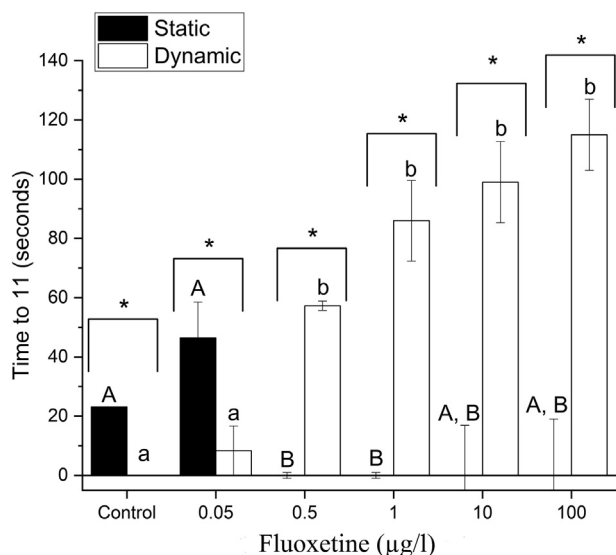 Static
Dynamic
140
120
100
80
60
40
20
0
Time to 11 (seconds)
*
*
*
*
*
*
A
a
A
a
B
b
B
b
A, B
b
A, B
b
Control
0.05
0.5
1
10
100
Fluoxetine (µg/l)